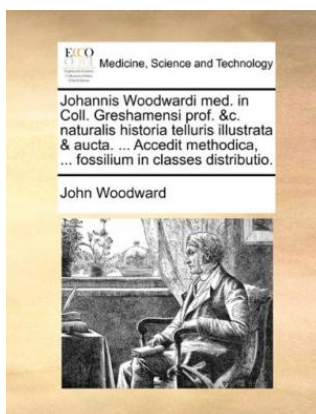 ECCO
Medicine, Science and Technology
Johannis Woodwardi med. in
Coll. Greshamensi prof. &c.
naturalis historia telluris illustrata
& aucta. ... Accedit methodica,
... fossilium in classes distributio.
John Woodward